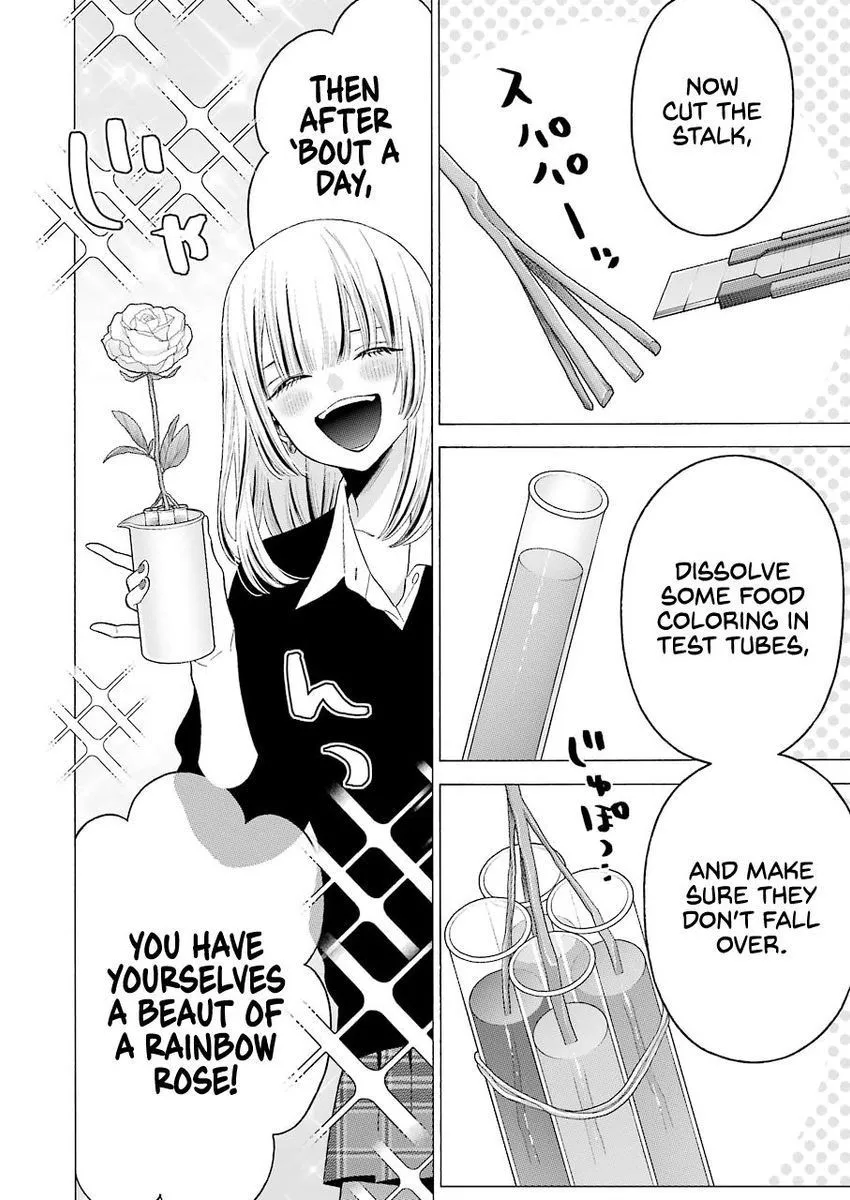 NOW
CUT THE
STALK,
スパパーッ
DISSOLVE
SOME FOOD
COLORING IN
TEST TUBES,
じゅぽっ…
AND MAKE
SURE THEY
DON'T FALL
OVER.
THEN
AFTER
'BOUT A
DAY,
じゃ
んっ
YOU HAVE
YOURSELVES
A BEAUT OF
A RAINBOW
ROSE!